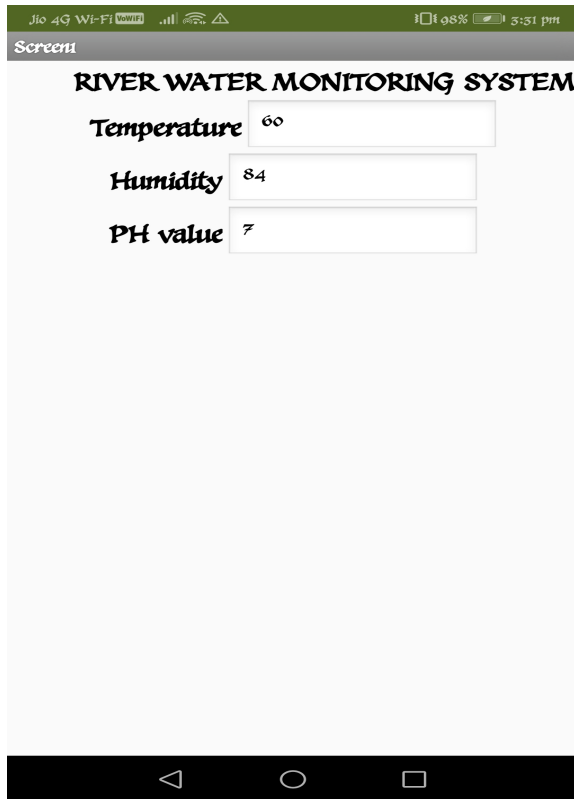 Jio 4G Wi-Fi VoWiFi 98% 3:31 pm
Screen1
RIVER WATER MONITORING SYSTEM
Temperature 60
Humidity 84
PH value 7